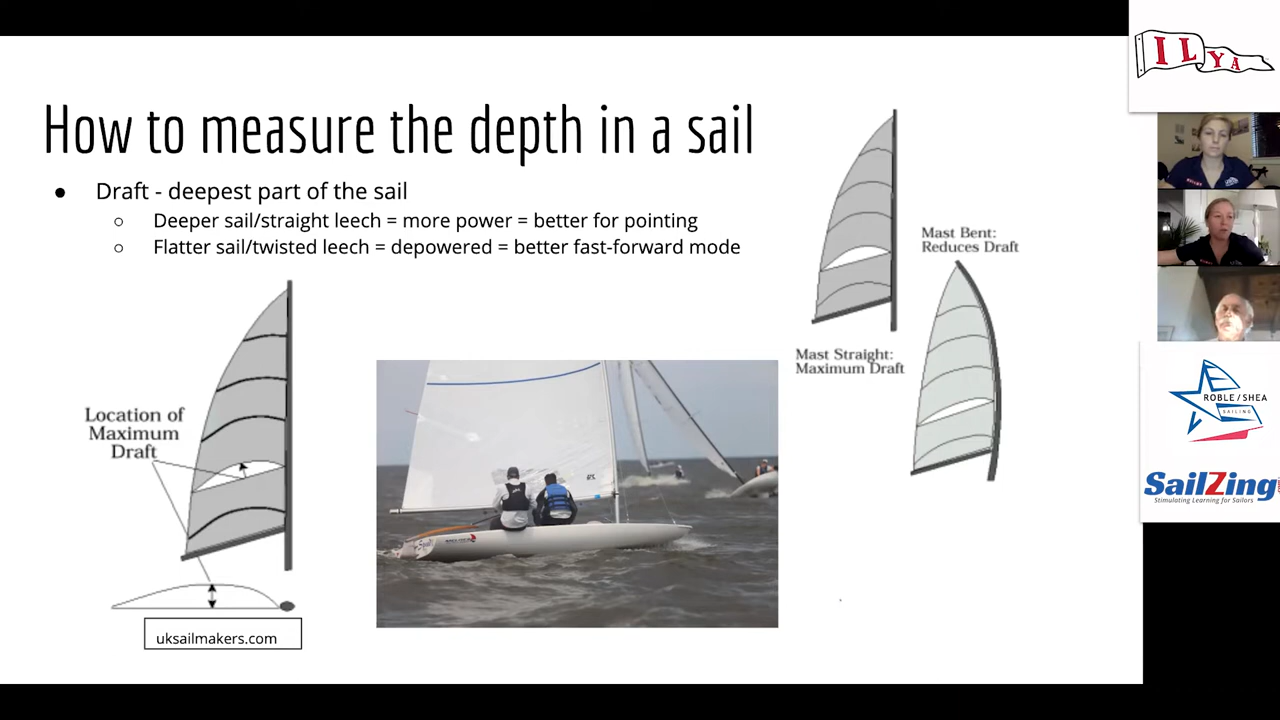 How to measure the depth in a sail
● Draft - deepest part of the sail
○ Deeper sail/straight leech = more power = better for pointing
○ Flatter sail/twisted leech = depowered = better fast-forward mode
Location of
Maximum
Draft
uksailmakers.com
Mast Straight:
Maximum Draft
Mast Bent:
Reduces Draft
ILYA
ROBLE/SHEA
SAILING
SailZing
Stimulating Learning for Sailors